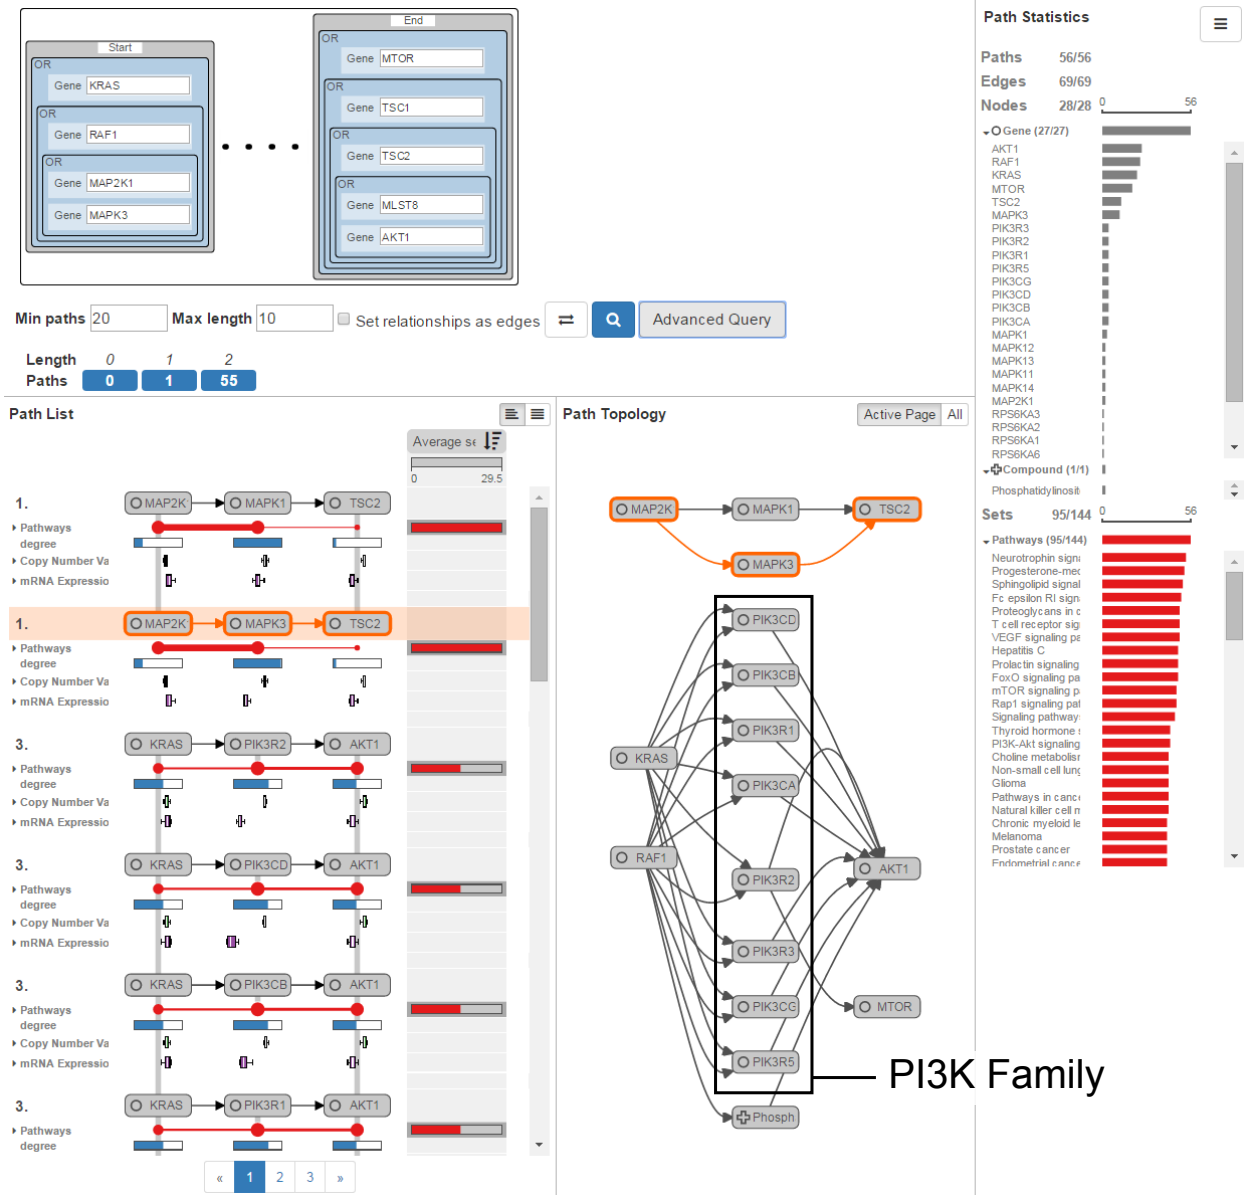 Start
OR
Gene KRAS
OR
Gene RAF1
OR
Gene MAP2K1
Gene MAPK3
End
OR
Gene MTOR
OR
Gene TSC1
OR
Gene TSC2
OR
Gene MLST8
Gene AKT1
Min paths 20 Max length 10 Set relationships as edges Advanced Query
Length 0 1 2
Paths 0 1 55
Path List
Average se
0 29.5
1. MAP2K MAPK1 TSC2
Pathways
degree
Copy Number Va
mRNA Expressio
1. MAP2K MAPK3 TSC2
Pathways
degree
Copy Number Va
mRNA Expressio
3. KRAS PIK3R2 AKT1
Pathways
degree
Copy Number Va
mRNA Expressio
3. KRAS PIK3CD AKT1
Pathways
degree
Copy Number Va
mRNA Expressio
3. KRAS PIK3CB AKT1
Pathways
degree
Copy Number Va
mRNA Expressio
3. KRAS PIK3R1 AKT1
Pathways
degree
« 1 2 3 »
Path Topology Active Page All
MAP2K MAPK1 TSC2
MAPK3
PIK3CD
PIK3CB
PIK3R1
KRAS
PIK3CA
RAF1
AKT1
PIK3R2
PIK3R3
PIK3CG MTOR
PIK3R5
PI3K Family
Phosph
Path Statistics
Paths 56/56
Edges 69/69
Nodes 28/28 0 56
Gene (27/27)
AKT1
RAF1
KRAS
MTOR
TSC2
MAPK3
PIK3R3
PIK3R2
PIK3R1
PIK3R5
PIK3CG
PIK3CD
PIK3CB
PIK3CA
MAPK1
MAPK12
MAPK13
MAPK11
MAPK14
MAP2K1
RPS6KA3
RPS6KA2
RPS6KA1
RPS6KA6
Compound (1/1)
Phosphatidylinosit
Sets 95/144 0 56
Pathways (95/144)
Neurotrophin signa
Progesterone-med
Sphingolipid signal
Fc epsilon RI sign
Proteoglycans in c
T cell receptor sig
VEGF signaling pa
Hepatitis C
Prolactin signaling
FoxO signaling pa
mTOR signaling p
Rap1 signaling pat
Signaling pathway
Thyroid hormone s
PI3K-Akt signaling
Choline metabolisr
Non-small cell lung
Glioma
Pathways in cance
Natural killer cell m
Chronic myeloid le
Melanoma
Prostate cancer
Endometrial cance